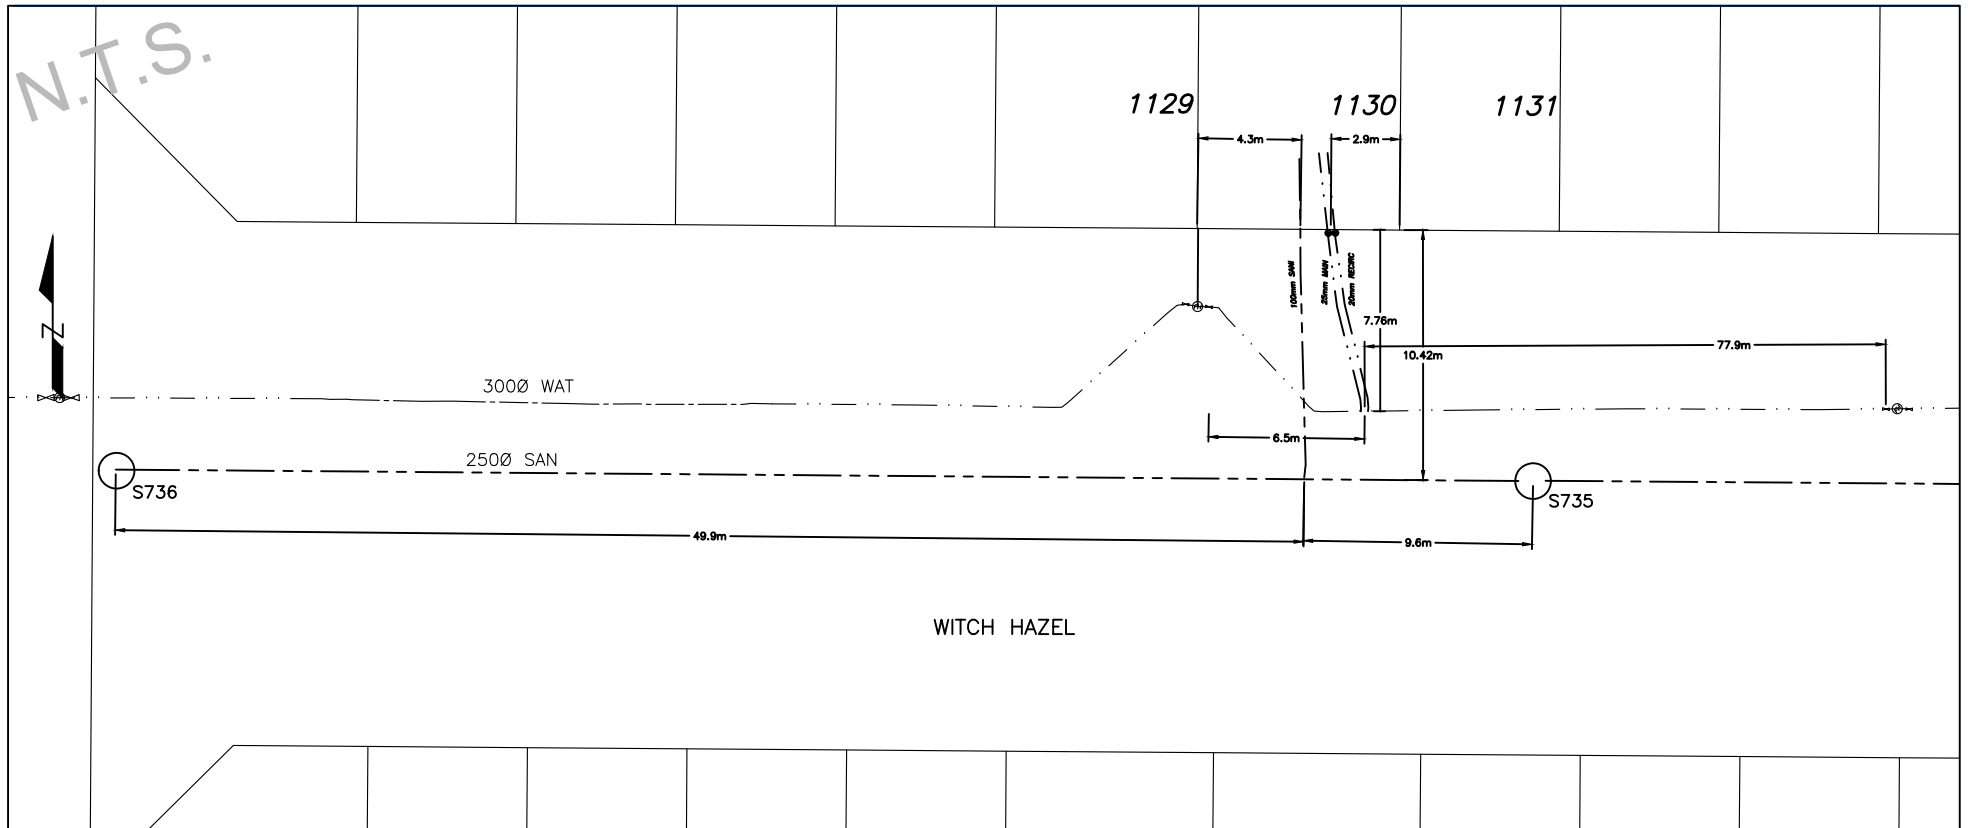 N.T.S.
1129
1130
1131
4.3m
2.9m
100mm SANI
25mm MAIN
20mm RECIRC
7.76m
10.42m
77.9m
N
300Ø WAT
6.5m
250Ø SAN
S736
S735
49.9m
9.6m
WITCH HAZEL